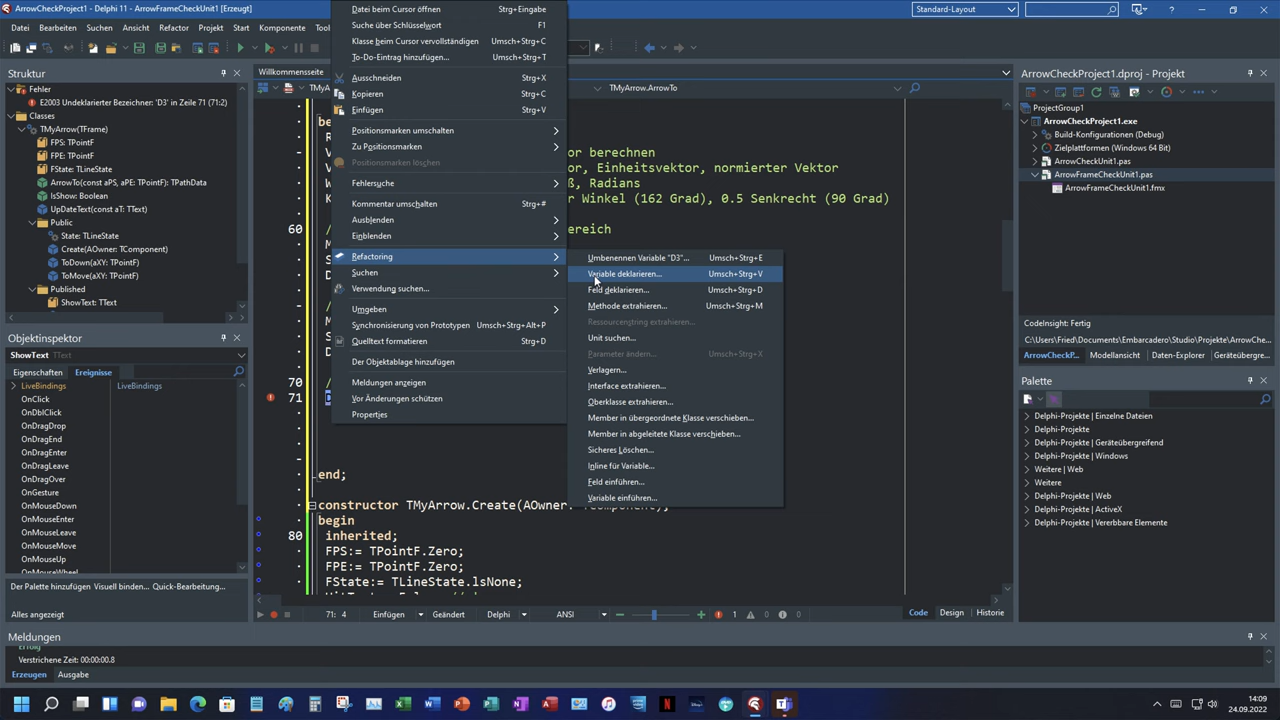 ArrowCheckProject1 - Delphi 11 - ArrowFrameCheckUnit1 [Erzeugt]
Standard-Layout
Datei Bearbeiten Suchen Ansicht Refactoring Projekt Start Komponente
Struktur
Fehler
E2003 Undeklarierter Bezeichner: 'D3' in Zeile 71 (71:2)
Classes
TMyArrow(TFrame)
FPS: TPointF
FPE: TPointF
FState: TLineState
ArrowTo(const aPS, aPE: TPointF): TPathData
IsShow: Boolean
UpDateText(const aT: TText)
Public
State: TLineState
Create(AOwner: TComponent)
ToDown(aXY: TPointF)
ToMove(aXY: TPointF)
Published
ShowText: TText
Objektinspektor
ShowText TText
Eigenschaften Ereignisse
LiveBindings LiveBindings
OnClick
OnDblClick
OnDragDrop
OnDragEnd
OnDragEnter
OnDragLeave
OnDragOver
OnGesture
OnMouseDown
OnMouseEnter
OnMouseLeave
OnMouseMove
OnMouseUp
OnMouseWheel
Der Palette hinzufügen Visuell binden... Quick-Bearbeitung...
Alles angezeigt
Meldungen
Erfolg
Verstrichene Zeit: 00:00:00.8
Erzeugen Ausgabe
Willkommensseite
TMyArrow.ArrowTo
or berechnen
or, Einheitsvektor, normierter Vektor
ß, Radians
er Winkel (162 Grad), 0.5 Senkrecht (90 Grad)
60
ereich
70
71
end;
constructor TMyArrow.Create(AOwner: TComponent);
begin
80 inherited;
FPS:= TPointF.Zero;
FPE:= TPointF.Zero;
FState:= TLineState.lsNone;
71: 4 Einfügen Geändert Delphi ANSI 1 0 0 Code Design Historie
Datei beim Cursor öffnen Strg+Eingabe
Suche über Schlüsselwort F1
Klasse beim Cursor vervollständigen Umsch+Strg+C
To-Do-Eintrag hinzufügen... Umsch+Strg+T
Ausschneiden Strg+X
Kopieren Strg+C
Einfügen Strg+V
Positionsmarken umschalten
Zu Positionsmarken
Positionsmarken löschen
Fehlersuche
Kommentar umschalten Strg+#
Ausblenden
Einblenden
Refactoring
Suchen
Verwendung suchen...
Umgeben
Synchronisierung von Prototypen Umsch+Strg+Alt+P
Quelltext formatieren Strg+D
Der Objektablage hinzufügen
Meldungen anzeigen
Vor Änderungen schützen
Properties
Umbenennen Variable "D3"... Umsch+Strg+E
Variable deklarieren... Umsch+Strg+V
Feld deklarieren... Umsch+Strg+D
Methode extrahieren... Umsch+Strg+M
Ressourcenstring extrahieren...
Unit suchen...
Parameter ändern... Umsch+Strg+X
Verlagern...
Interface extrahieren...
Oberklasse extrahieren...
Member in übergeordnete Klasse verschieben...
Member in abgeleitete Klasse verschieben...
Sicheres Löschen...
Inline für Variable...
Feld einführen...
Variable einführen...
ArrowCheckProject1.dproj - Projekt
ProjectGroup1
ArrowCheckProject1.exe
Build-Konfigurationen (Debug)
Zielplattformen (Windows 64 Bit)
ArrowCheckUnit1.pas
ArrowFrameCheckUnit1.pas
ArrowFrameCheckUnit1.fmx
CodeInsight: Fertig
C:\Users\Fried\Embarcadero\Studio\Projekte\ArrowCheck
ArrowCheckP... Modellansicht Daten-Explorer Geräteübergre...
Palette
Delphi-Projekte | Einzelne Dateien
Delphi-Projekte
Delphi-Projekte | Geräteübergreifend
Delphi-Projekte | Windows
Weitere | Web
Weitere
Delphi-Projekte | Web
Delphi-Projekte | ActiveX
Delphi-Projekte | Vererbbare Elemente
14:09
24.09.2022